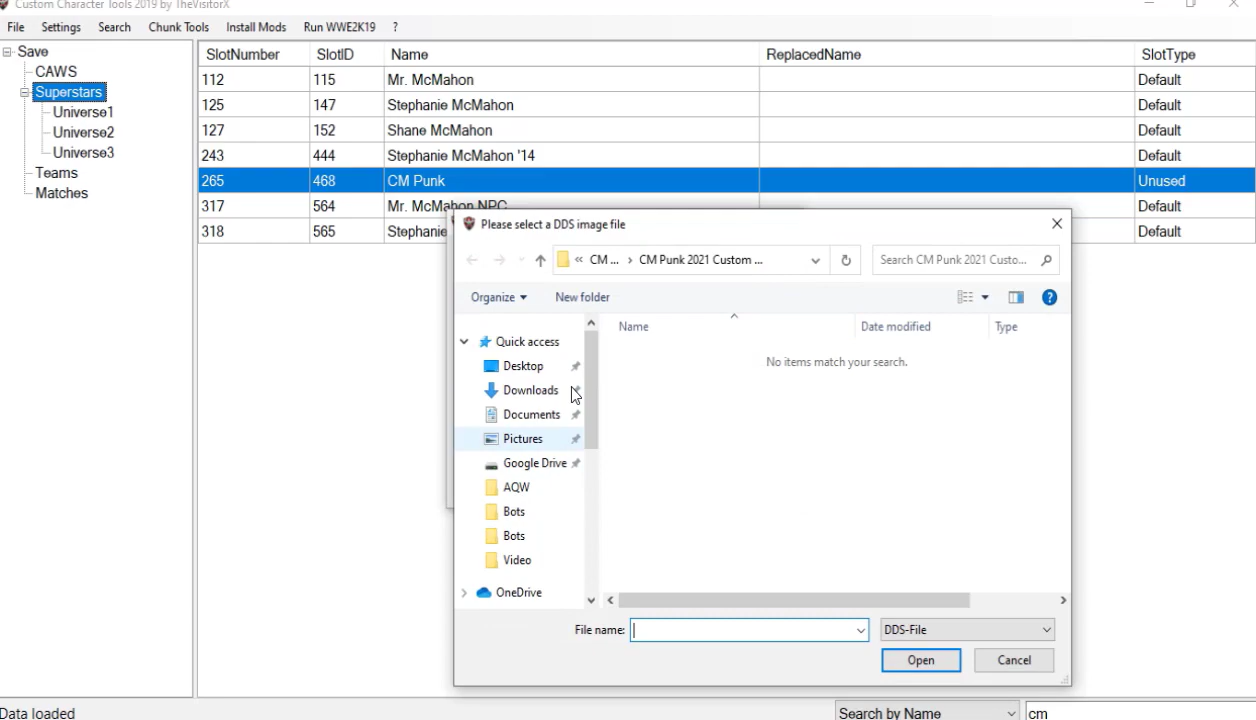 Custom Character Tools 2019 by TheVisitorX
File Settings Search Chunk Tools Install Mods Run WWE2K19 ?
Save
CAWS
Superstars
Universe1
Universe2
Universe3
Teams
Matches
SlotNumber SlotID Name ReplacedName SlotType
112 115 Mr. McMahon Default
125 147 Stephanie McMahon Default
127 152 Shane McMahon Default
243 444 Stephanie McMahon '14 Default
265 468 CM Punk Unused
317 564 Mr. McMahon NPC Default
318 565 Stephanie Default
Please select a DDS image file
« CM ... › CM Punk 2021 Custom ... Search CM Punk 2021 Custo...
Organize New folder
Name Date modified Type
No items match your search.
Quick access
Desktop
Downloads
Documents
Pictures
Google Drive
AQW
Bots
Bots
Video
OneDrive
File name: DDS-File
Open Cancel
Data loaded Search by Name cm